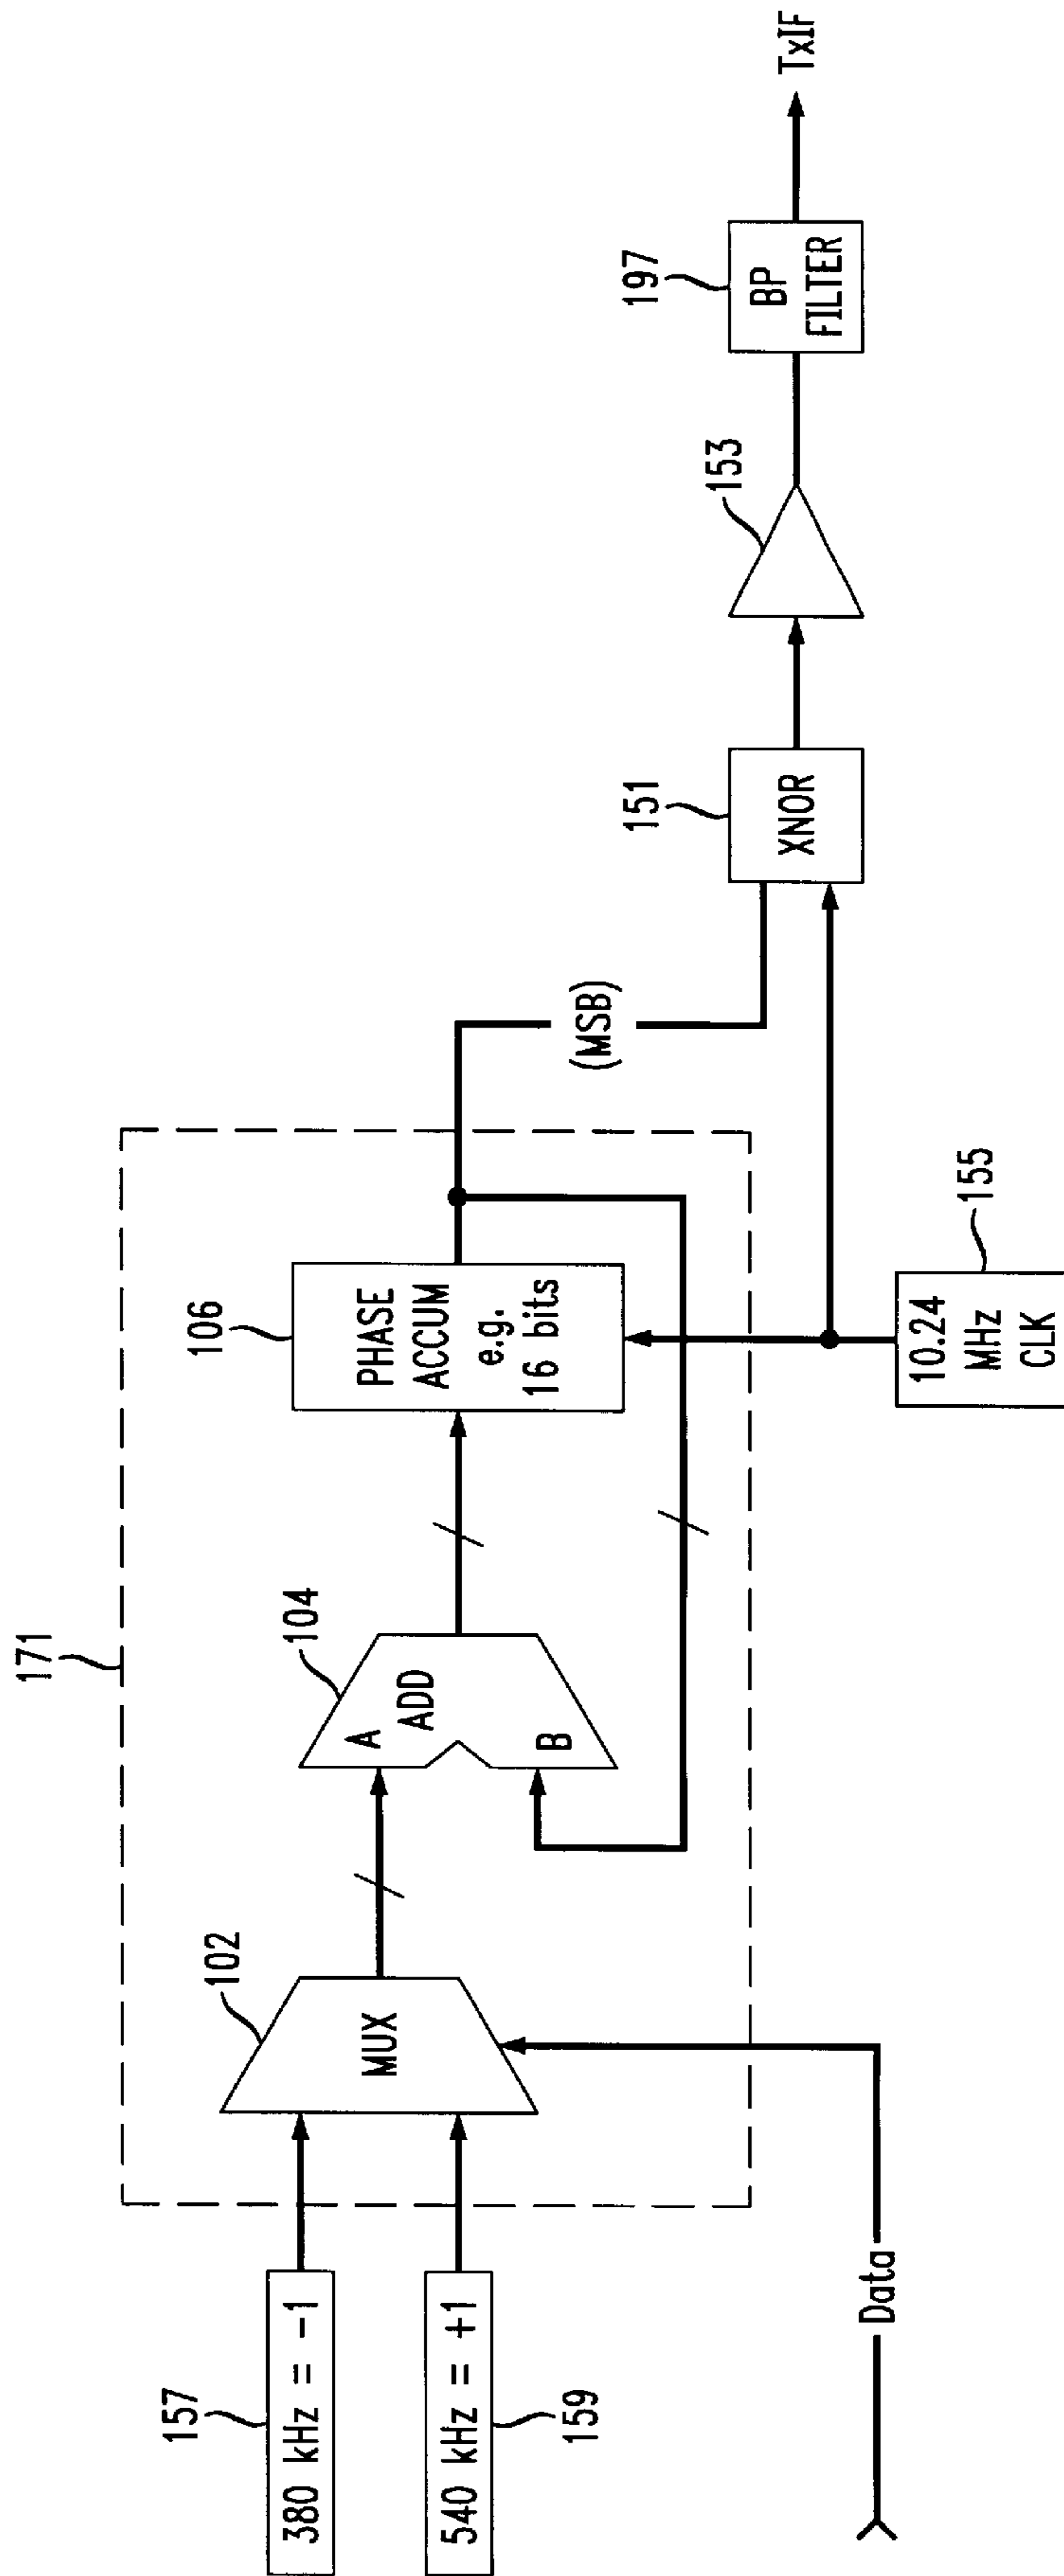 171
157
380 kHz = -1
540 kHz = +1
159
102
MUX
104
A
ADD
B
106
PHASE
ACCUM
e.g.
16 bits
(MSB)
Data
10.24
MHz
CLK
155
151
XNOR
153
197
BP
FILTER
TxIF